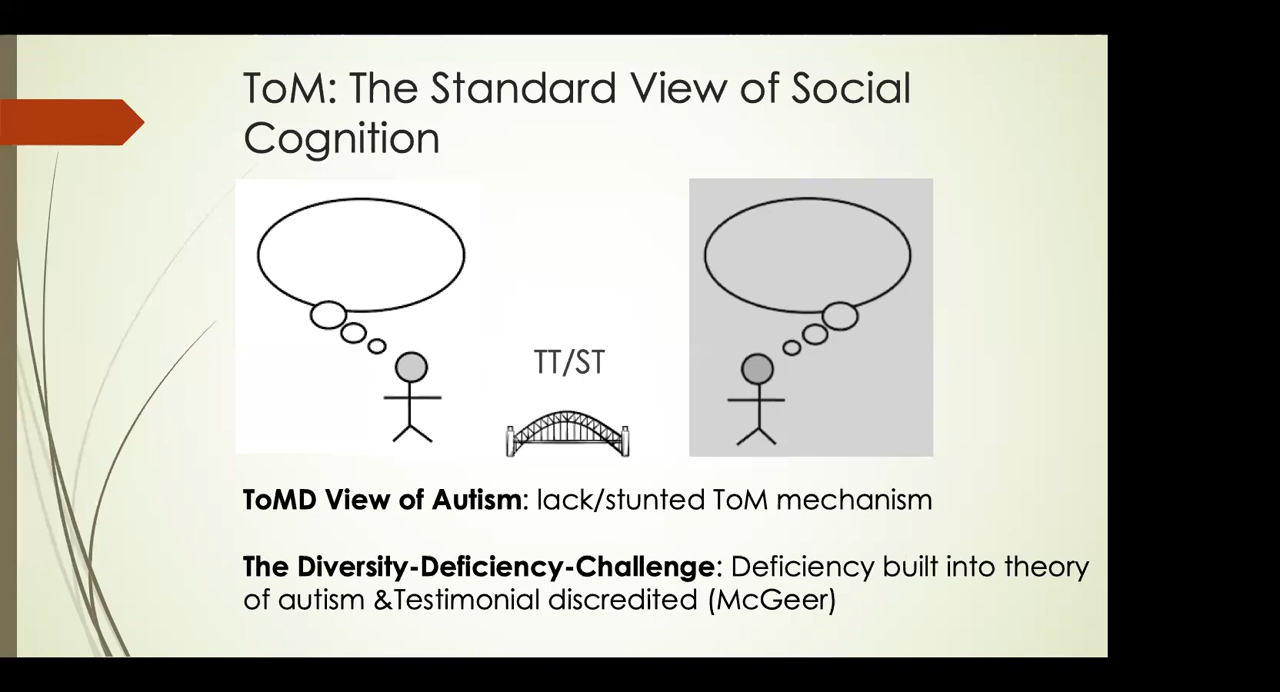 ToM: The Standard View of Social
Cognition
TT/ST
ToMD View of Autism: lack/stunted ToM mechanism
The Diversity-Deficiency-Challenge: Deficiency built into theory
of autism &Testimonial discredited (McGeer)